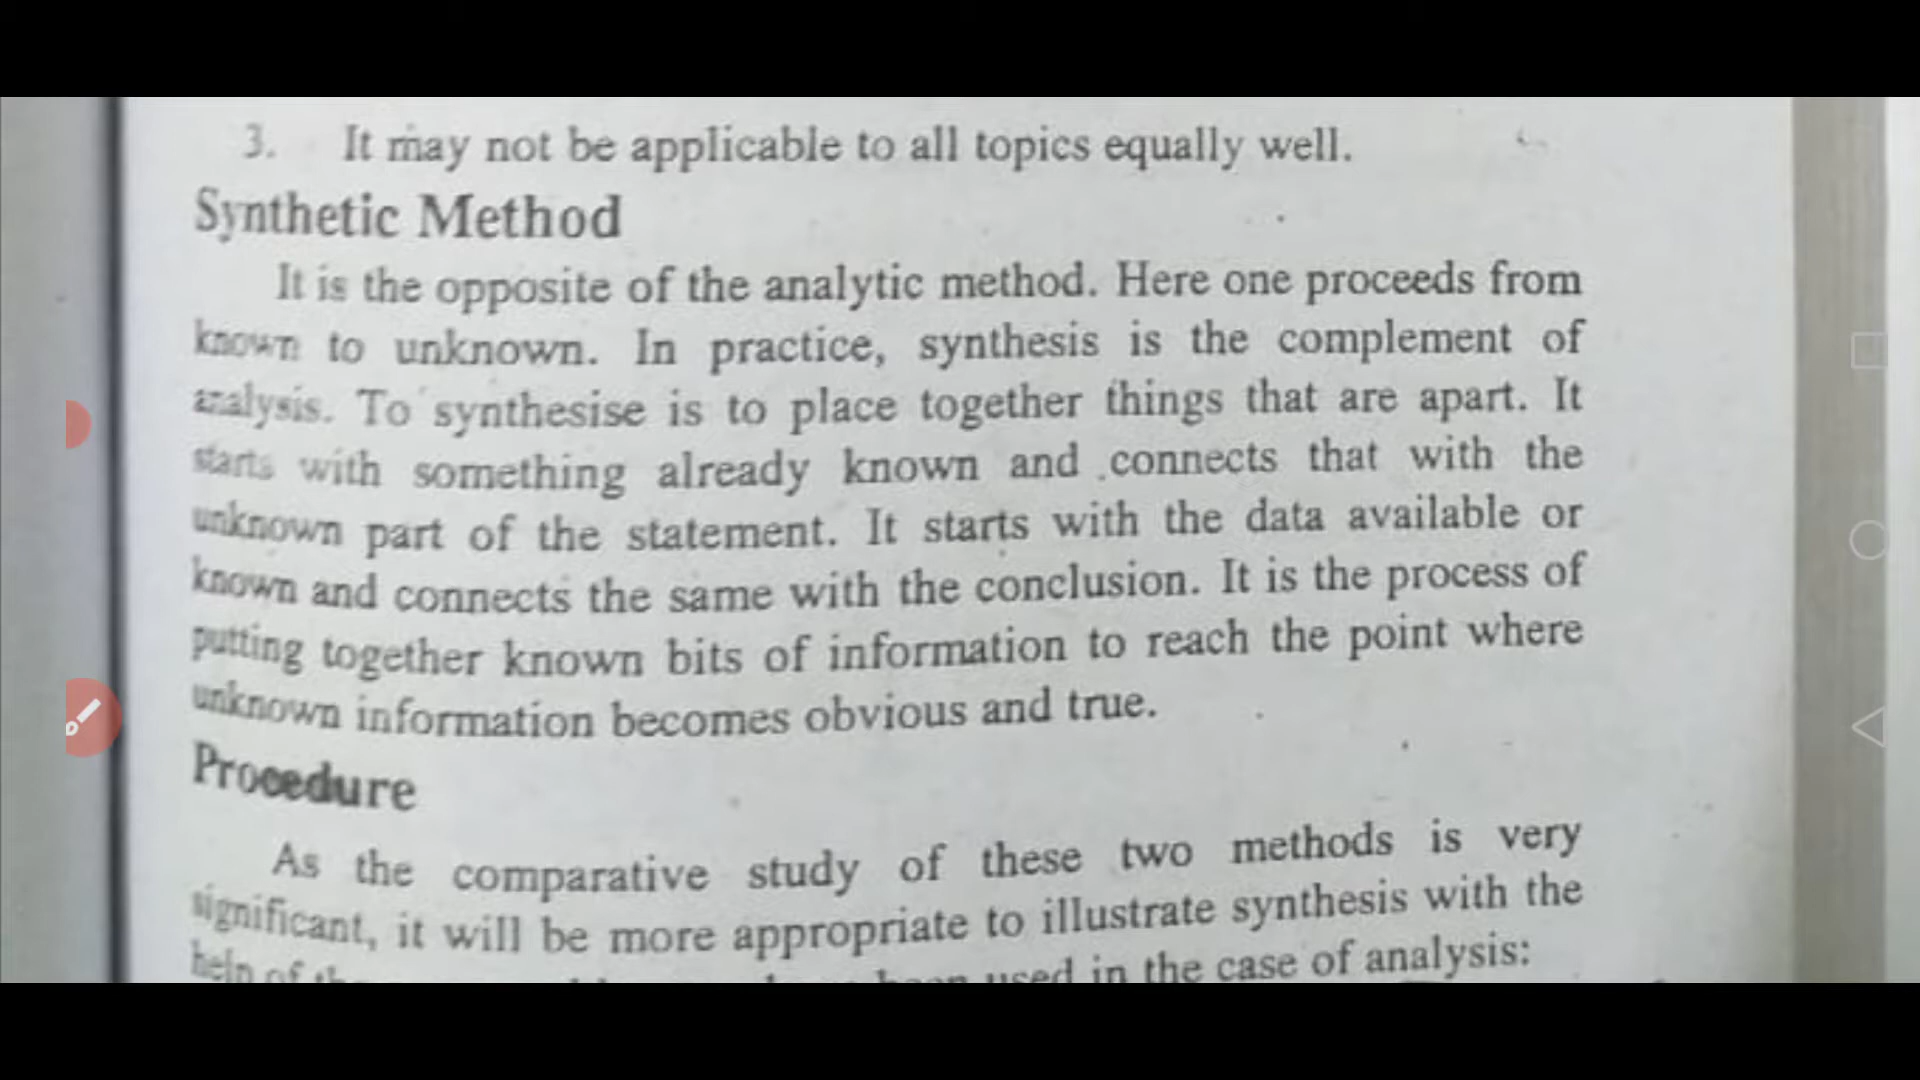 3. It may not be applicable to all topics equally well.
Synthetic Method
It is the opposite of the analytic method. Here one proceeds from
known to unknown. In practice, synthesis is the complement of
analysis. To synthesise is to place together things that are apart. It
starts with something already known and connects that with the
unknown part of the statement. It starts with the data available or
known and connects the same with the conclusion. It is the process of
putting together known bits of information to reach the point where
unknown information becomes obvious and true.
Procedure
As the comparative study of these two methods is very
significant, it will be more appropriate to illustrate synthesis with the
help of been used in the case of analysis: